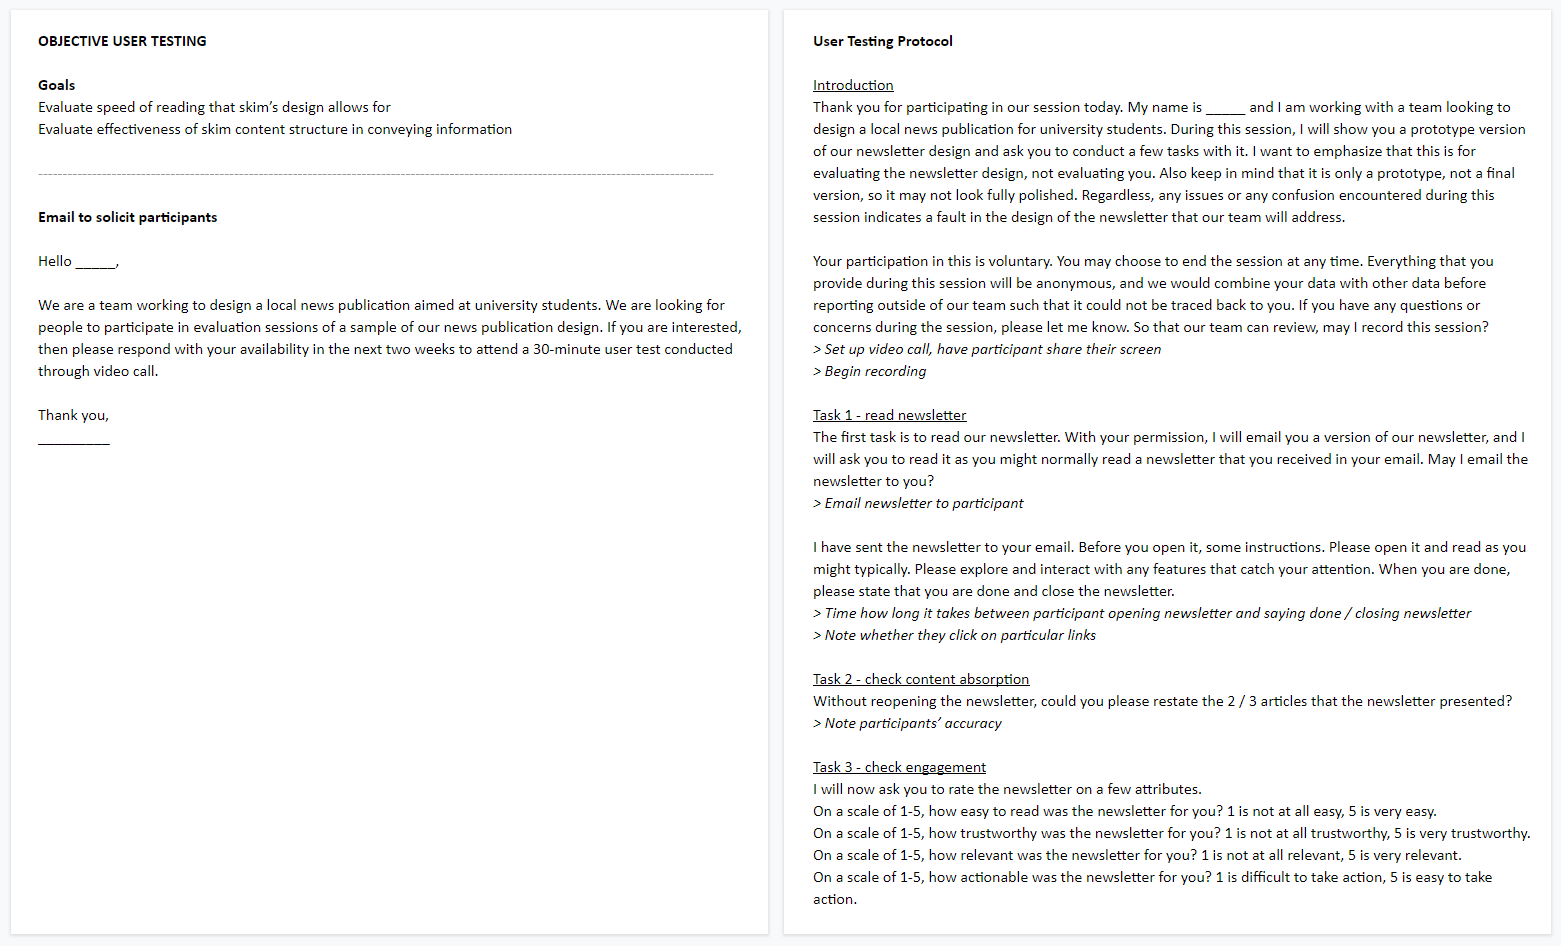 OBJECTIVE USER TESTING
Goals
Evaluate speed of reading that skim’s design allows for
Evaluate effectiveness of skim content structure in conveying information
Email to solicit participants
Hello _____,
We are a team working to design a local news publication aimed at university students. We are looking for
people to participate in evaluation sessions of a sample of our news publication design. If you are interested,
then please respond with your availability in the next two weeks to attend a 30-minute user test conducted
through video call.
Thank you,
_________
User Testing Protocol
Introduction
Thank you for participating in our session today. My name is _____ and I am working with a team looking to
design a local news publication for university students. During this session, I will show you a prototype version
of our newsletter design and ask you to conduct a few tasks with it. I want to emphasize that this is for
evaluating the newsletter design, not evaluating you. Also keep in mind that it is only a prototype, not a final
version, so it may not look fully polished. Regardless, any issues or any confusion encountered during this
session indicates a fault in the design of the newsletter that our team will address.
Your participation in this is voluntary. You may choose to end the session at any time. Everything that you
provide during this session will be anonymous, and we would combine your data with other data before
reporting outside of our team such that it could not be traced back to you. If you have any questions or
concerns during the session, please let me know. So that our team can review, may I record this session?
> Set up video call, have participant share their screen
> Begin recording
Task 1 - read newsletter
The first task is to read our newsletter. With your permission, I will email you a version of our newsletter, and I
will ask you to read it as you might normally read a newsletter that you received in your email. May I email the
newsletter to you?
> Email newsletter to participant
I have sent the newsletter to your email. Before you open it, some instructions. Please open it and read as you
might typically. Please explore and interact with any features that catch your attention. When you are done,
please state that you are done and close the newsletter.
> Time how long it takes between participant opening newsletter and saying done / closing newsletter
> Note whether they click on particular links
Task 2 - check content absorption
Without reopening the newsletter, could you please restate the 2 / 3 articles that the newsletter presented?
> Note participants’ accuracy
Task 3 - check engagement
I will now ask you to rate the newsletter on a few attributes.
On a scale of 1-5, how easy to read was the newsletter for you? 1 is not at all easy, 5 is very easy.
On a scale of 1-5, how trustworthy was the newsletter for you? 1 is not at all trustworthy, 5 is very trustworthy.
On a scale of 1-5, how relevant was the newsletter for you? 1 is not at all relevant, 5 is very relevant.
On a scale of 1-5, how actionable was the newsletter for you? 1 is difficult to take action, 5 is easy to take
action.